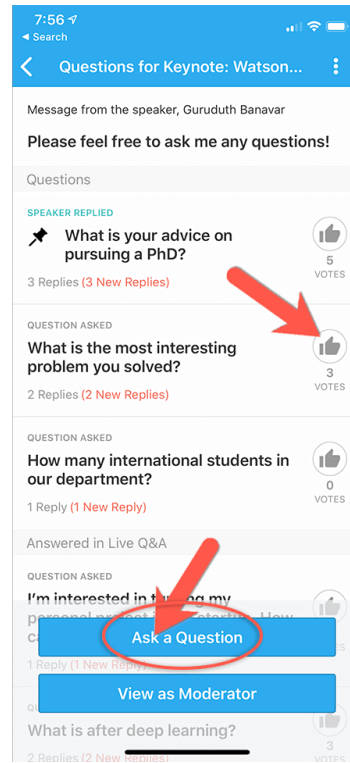 7:56
Search
Questions for Keynote: Watson...
Message from the speaker, Guruduth Banavar
Please feel free to ask me any questions!
Questions
SPEAKER REPLIED
What is your advice on
pursuing a PhD?
5
VOTES
3 Replies (3 New Replies)
QUESTION ASKED
What is the most interesting
problem you solved?
3
VOTES
2 Replies (2 New Replies)
QUESTION ASKED
How many international students in
our department?
0
VOTES
1 Reply (1 New Reply)
Answered in Live Q&A
QUESTION ASKED
I'm interested in turning my
personal project startup. How
Ask a Question
1 Reply (1 New Reply)
View as Moderator
What is after deep learning?
3
VOTES
2 Replies (2 New Replies)